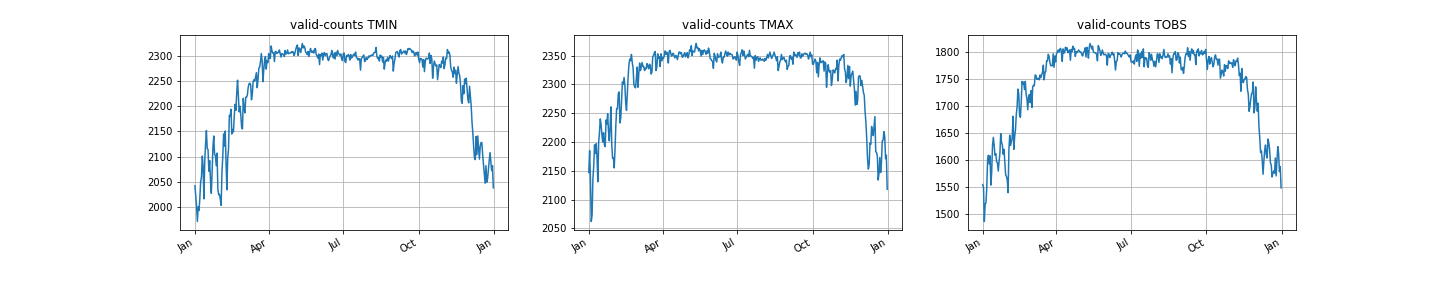 valid-counts TMIN
2300
2250
2200
2150
2100
2050
2000
Jan
Apr
Jul
Oct
Jan
valid-counts TMAX
2350
2300
2250
2200
2150
2100
2050
Jan
Apr
Jul
Oct
Jan
valid-counts TOBS
1800
1750
1700
1650
1600
1550
1500
Jan
Apr
Jul
Oct
Jan